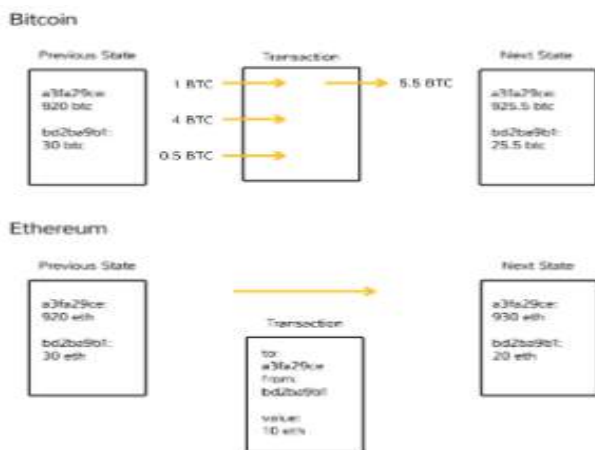 Bitcoin
Previous State
Transaction
Next State
a3fa29ce:
920 btc
bd2ba9b1:
30 btc
1 BTC
4 BTC
0.5 BTC
5.5 BTC
a3fa29ce:
925.5 btc
bd2ba9b1:
25.5 btc
Ethereum
Previous State
Next State
a3fa29ce:
920 eth
bd2ba9b1:
30 eth
Transaction
to:
a3fa29ce
from:
bd2ba9b1
value:
10 eth
a3fa29ce:
930 eth
bd2ba9b1:
20 eth